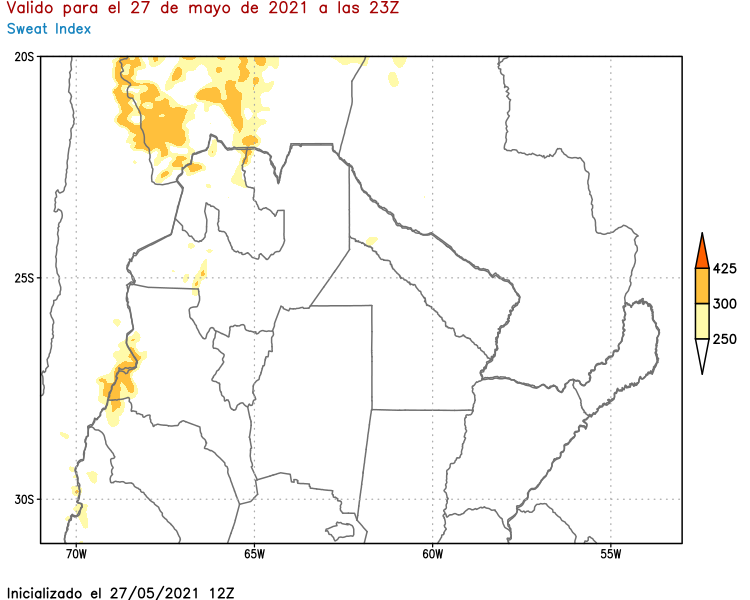 Valido para el 27 de mayo de 2021 a las 23Z
Sweat Index
20S
25S
30S
70W
65W
60W
55W
425
300
250
Inicializado el 27/05/2021 12Z